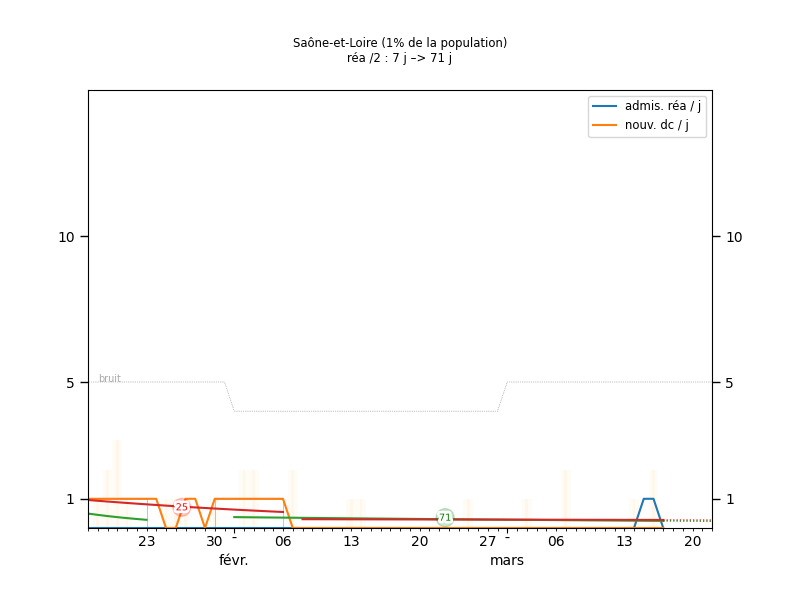 Saône-et-Loire (1% de la population)
réa /2 : 7 j –> 71 j
admis. réa / j
nouv. dc / j
10 10
bruit
5 5
25
71
1 1
23 30 - 06 13 20 27 - 06 13 20
févr. mars